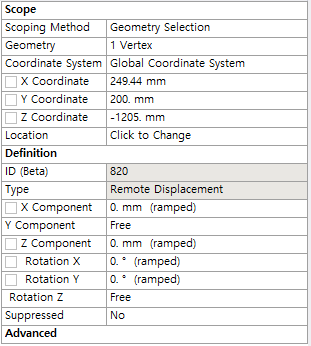 Scope
Scoping Method Geometry Selection
Geometry 1 Vertex
Coordinate System Global Coordinate System
X Coordinate 249.44 mm
Y Coordinate 200. mm
Z Coordinate -1205. mm
Location Click to Change
Definition
ID (Beta) 820
Type Remote Displacement
X Component 0. mm (ramped)
Y Component Free
Z Component 0. mm (ramped)
Rotation X 0. ° (ramped)
Rotation Y 0. ° (ramped)
Rotation Z Free
Suppressed No
Advanced